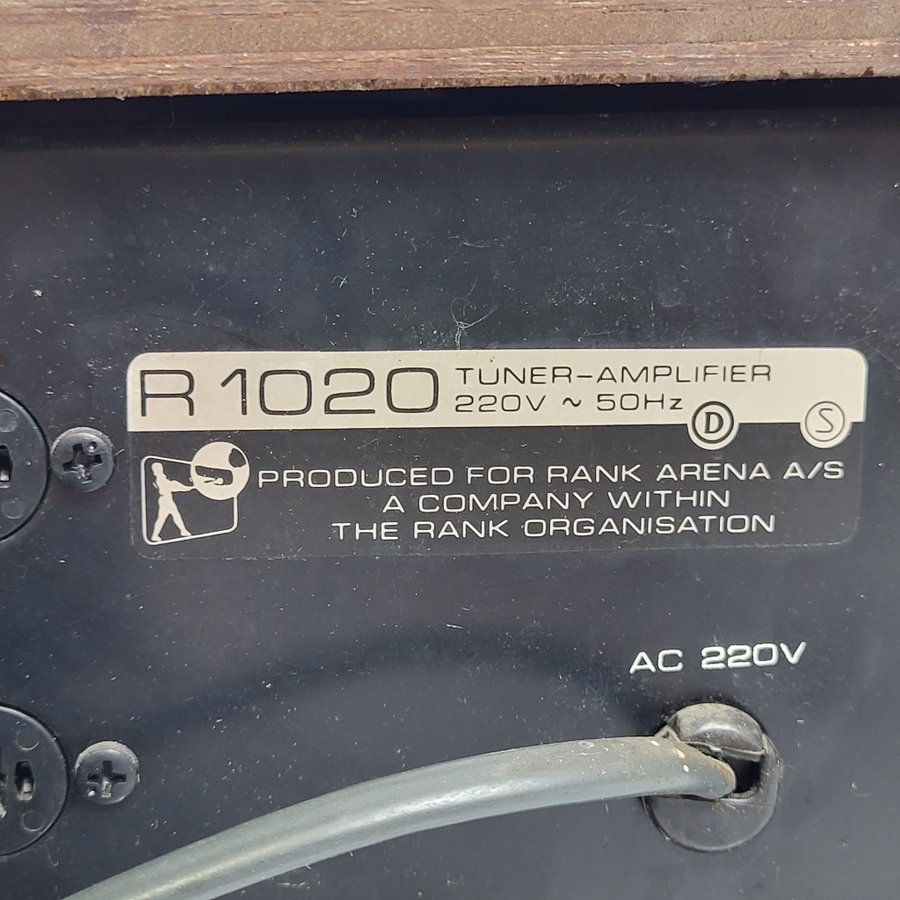 R 1020
TUNER-AMPLIFIER
220V ~ 50Hz
D
S
PRODUCED FOR RANK ARENA A/S
A COMPANY WITHIN
THE RANK ORGANISATION
AC 220V